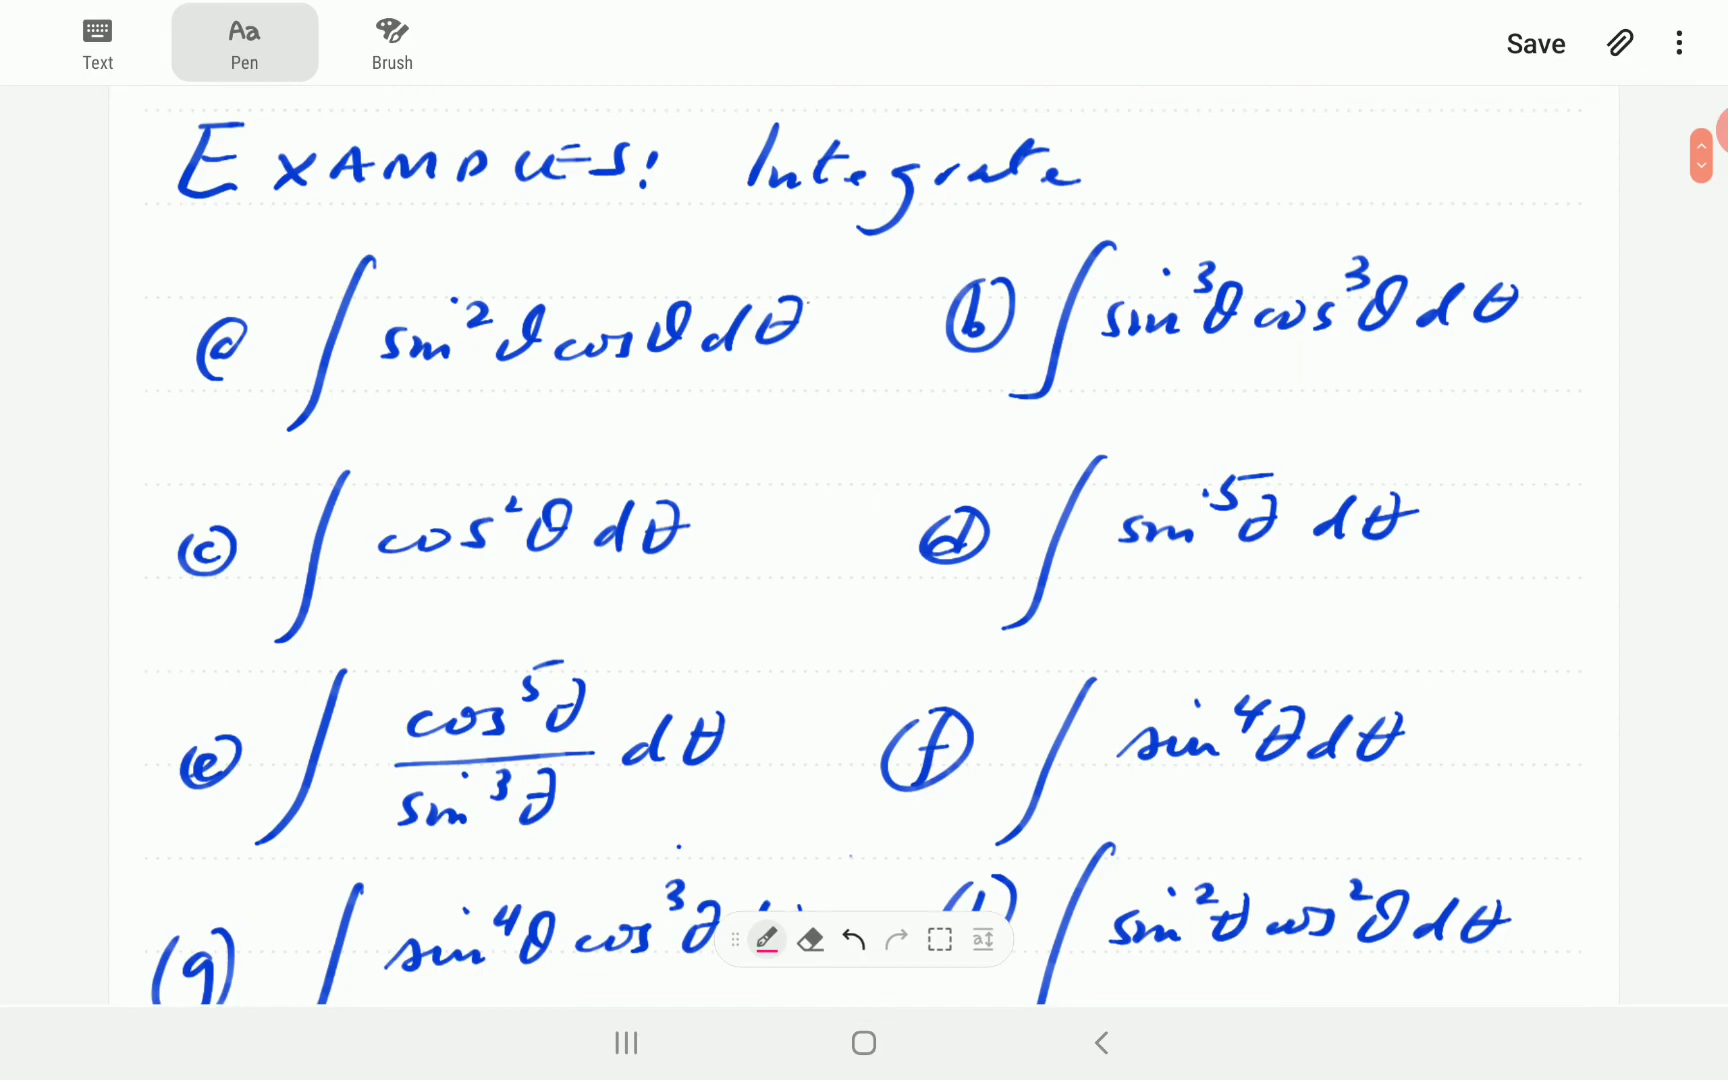 Text Pen Brush Save
EXAMPLES: Integrate
(a) ∫ sin²θ cosθ dθ (b) ∫ sin³θ cos³θ dθ
(c) ∫ cos²θ dθ (d) ∫ sin⁵θ dθ
(e) ∫ cos⁵θ / sin³θ dθ (f) ∫ sin⁴θ dθ
(g) ∫ sin⁴θ cos³θ ∫ sin²θ cos²θ dθ